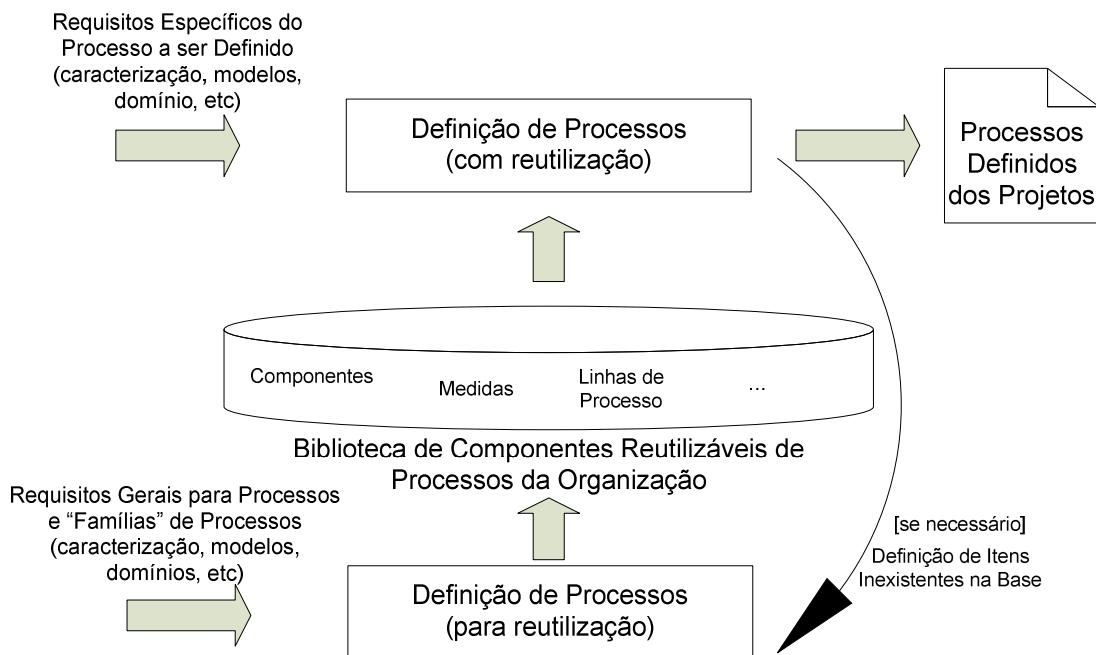 Requisitos Específicos do
Processo a ser Definido
(caracterização, modelos,
domínio, etc)
Definição de Processos
(com reutilização)
Processos
Definidos
dos Projetos
Componentes
Medidas
Linhas de
Processo
...
Biblioteca de Componentes Reutilizáveis de
Processos da Organização
Requisitos Gerais para Processos
e “Famílias” de Processos
(caracterização, modelos,
domínios, etc)
[se necessário]
Definição de Itens
Inexistentes na Base
Definição de Processos
(para reutilização)